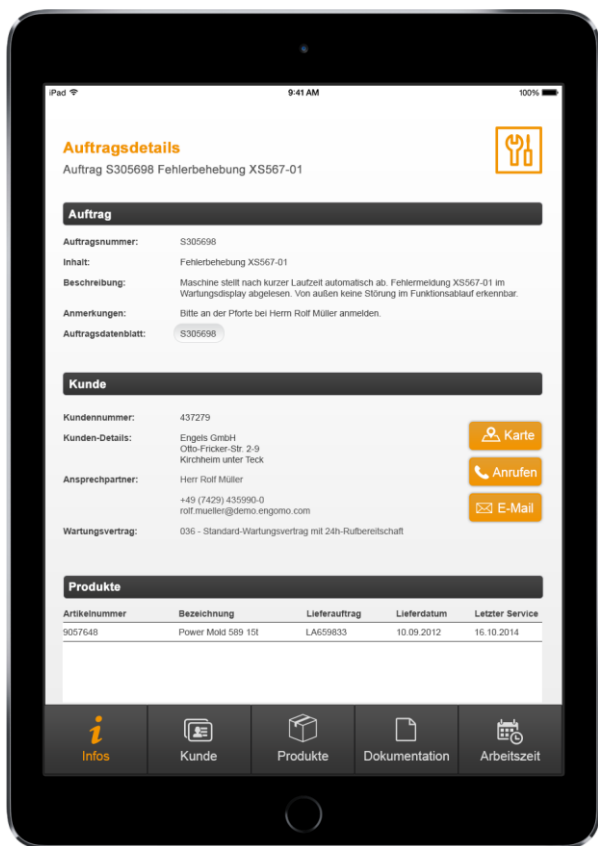 iPad 9:41 AM 100%
Auftragsdetails
Auftrag S305698 Fehlerbehebung XS567-01
Auftrag
Auftragsnummer: S305698
Inhalt: Fehlerbehebung XS567-01
Beschreibung: Maschine stellt nach kurzer Laufzeit automatisch ab. Fehlermeldung XS567-01 im
Wartungsdisplay abgelesen. Von außen keine Störung im Funktionsablauf erkennbar.
Anmerkungen: Bitte an der Pforte bei Herrn Rolf Müller anmelden.
Auftragsdatenblatt: S305698
Kunde
Kundennummer: 437279
Kunden-Details: Engels GmbH
Otto-Fricker-Str. 2-9
Kirchheim unter Teck
Karte
Ansprechpartner: Herr Rolf Müller
Anrufen
+49 (7429) 435990-0
rolf.mueller@demo.engomo.com
E-Mail
Wartungsvertrag: 036 - Standard-Wartungsvertrag mit 24h-Rufbereitschaft
Produkte
Artikelnummer Bezeichnung Lieferauftrag Lieferdatum Letzter Service
9057648 Power Mold 589 15t LA659833 10.09.2012 16.10.2014
Infos Kunde Produkte Dokumentation Arbeitszeit